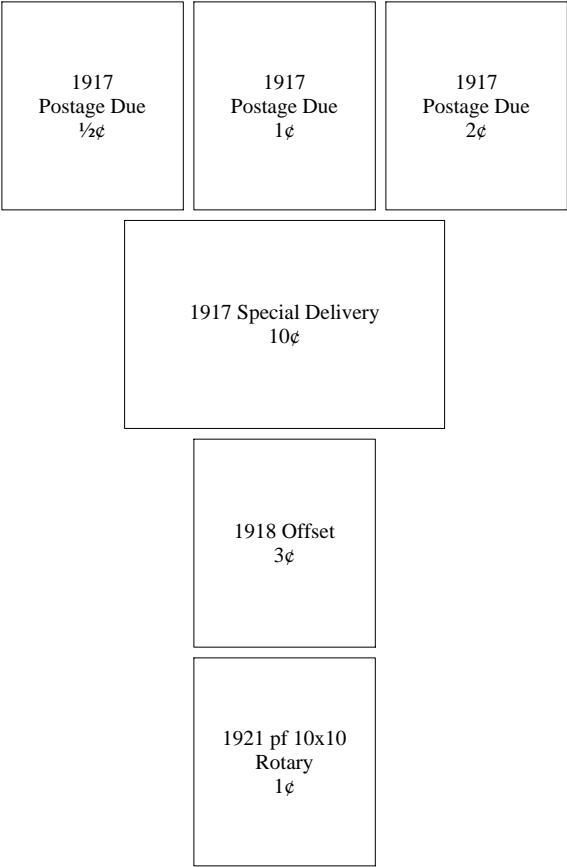 1917
Postage Due
½¢
1917
Postage Due
1¢
1917
Postage Due
2¢
1917 Special Delivery
10¢
1918 Offset
3¢
1921 pf 10x10
Rotary
1¢